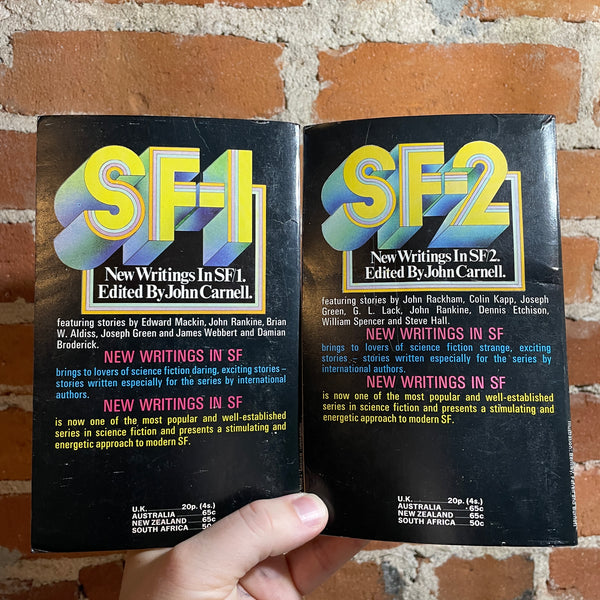 SF-1
New Writings In SF/1.
Edited By John Carnell.
featuring stories by Edward Mackin, John Rankine, Brian
W. Aldiss, Joseph Green and James Webbert and Damian
Broderick.
NEW WRITINGS IN SF
brings to lovers of science fiction daring, exciting stories –
stories written especially for the series by international
authors.
NEW WRITINGS IN SF
is now one of the most popular and well-established
series in science fiction and presents a stimulating and
energetic approach to modern SF.
U.K. 20p. (4s.)
AUSTRALIA 65c
NEW ZEALAND 65c
SOUTH AFRICA 50c
SF-2
New Writings In SF/2.
Edited By John Carnell.
featuring stories by John Rackham, Colin Kapp, Joseph
Green, G. L. Lack, John Rankine, Dennis Etchison,
William Spencer and Steve Hall.
NEW WRITINGS IN SF
brings to lovers of science fiction strange, exciting
stories – stories written especially for the series by
international authors.
NEW WRITINGS IN SF
is now one of the most popular and well-established
series in science fiction and presents a stimulating and
energetic approach to modern SF.
U.K. 20p. (4s.)
AUSTRALIA 65c
NEW ZEALAND 65c
SOUTH AFRICA 50c